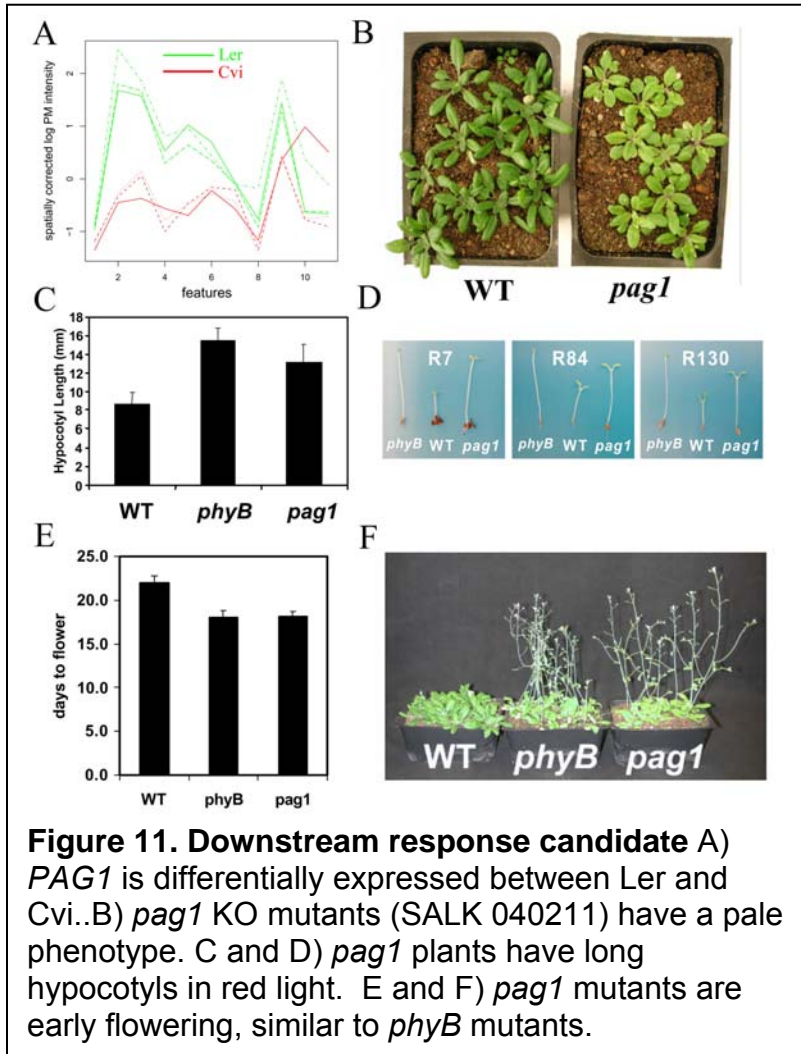 A
Ler
Cvi
spatially corrected log PM intensity
2
1
0
−1
2 4 6 8 10
features
B
WT pag1
C
Hypocotyl Length (mm)
18
16
14
12
10
8
6
4
2
0
WT phyB pag1
D
R7
phyB WT pag1
R84
phyB WT pag1
R130
phyB WT pag1
E
days to flower
25.0
20.0
15.0
10.0
5.0
0.0
WT phyB pag1
F
WT phyB pag1
Figure 11. Downstream response candidate A)
PAG1 is differentially expressed between Ler and
Cvi..B) pag1 KO mutants (SALK 040211) have a pale
phenotype. C and D) pag1 plants have long
hypocotyls in red light. E and F) pag1 mutants are
early flowering, similar to phyB mutants.